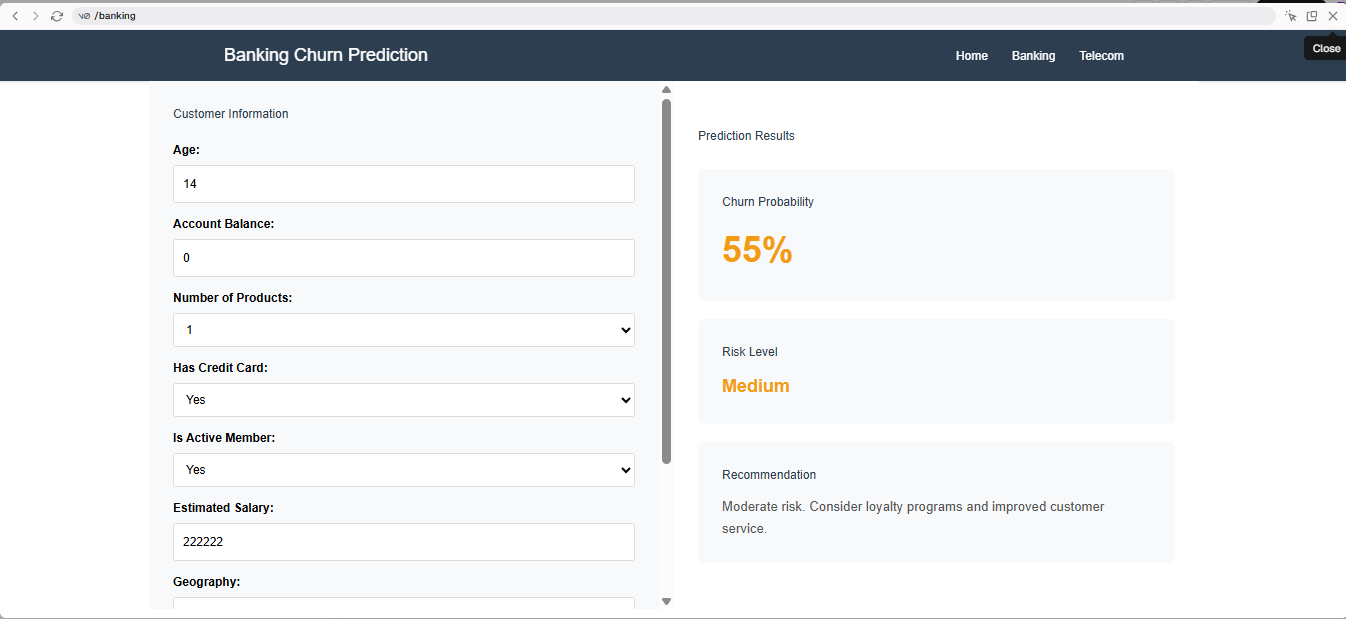 v0 /banking
Banking Churn Prediction
Home Banking Telecom
Close
Customer Information
Age:
14
Account Balance:
0
Number of Products:
1
Has Credit Card:
Yes
Is Active Member:
Yes
Estimated Salary:
222222
Geography:
Prediction Results
Churn Probability
55%
Risk Level
Medium
Recommendation
Moderate risk. Consider loyalty programs and improved customer
service.